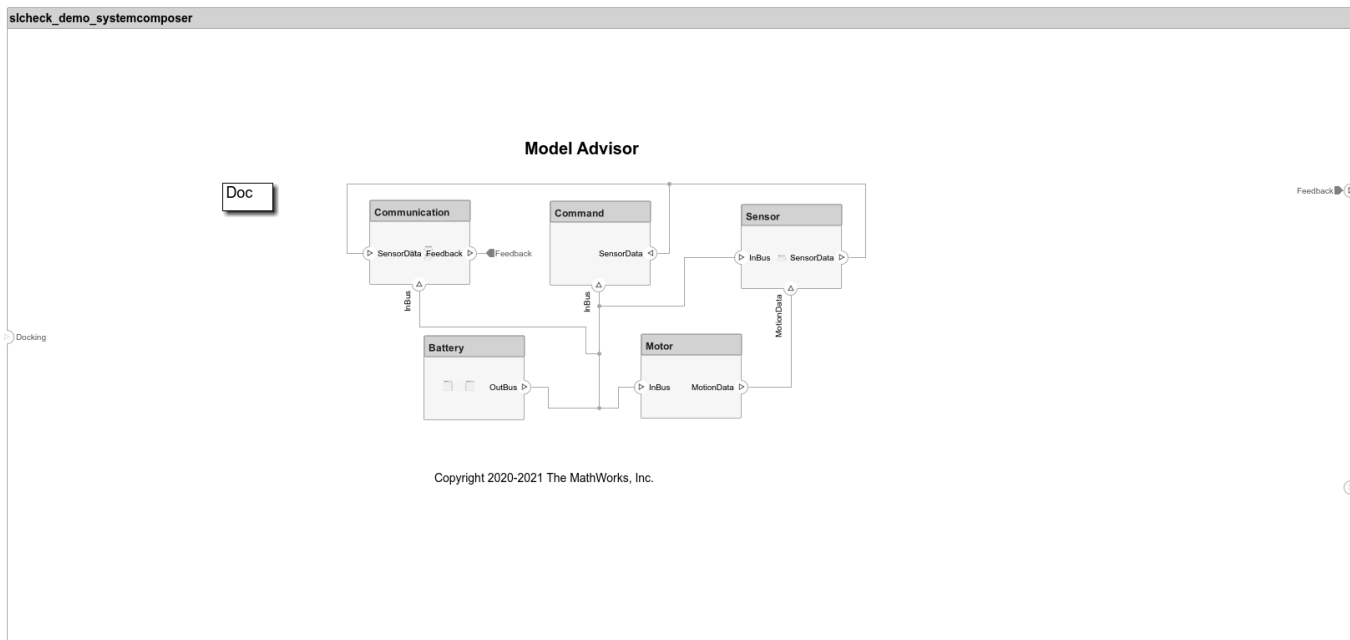 slcheck_demo_systemcomposer
Model Advisor
Doc
Feedback
Communication
SensorData
Feedback
InBus
Feedback
Command
SensorData
InBus
Sensor
InBus
SensorData
MotionData
Docking
Battery
OutBus
Motor
InBus
MotionData
Copyright 2020-2021 The MathWorks, Inc.